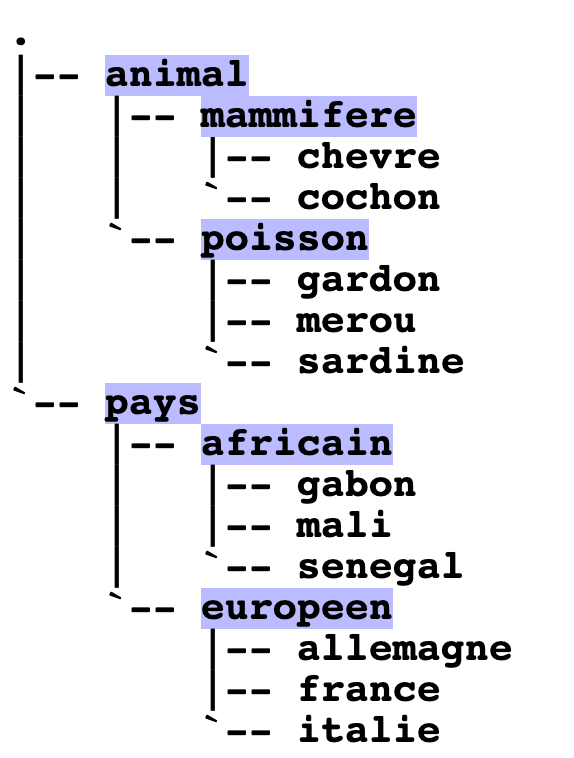 .
|-- animal
|   |-- mammifere
|   |   |-- chevre
|   |   `-- cochon
|   `-- poisson
|       |-- gardon
|       |-- merou
|       `-- sardine
`-- pays
    |-- africain
    |   |-- gabon
    |   |-- mali
    |   `-- senegal
    `-- europeen
        |-- allemagne
        |-- france
        `-- italie